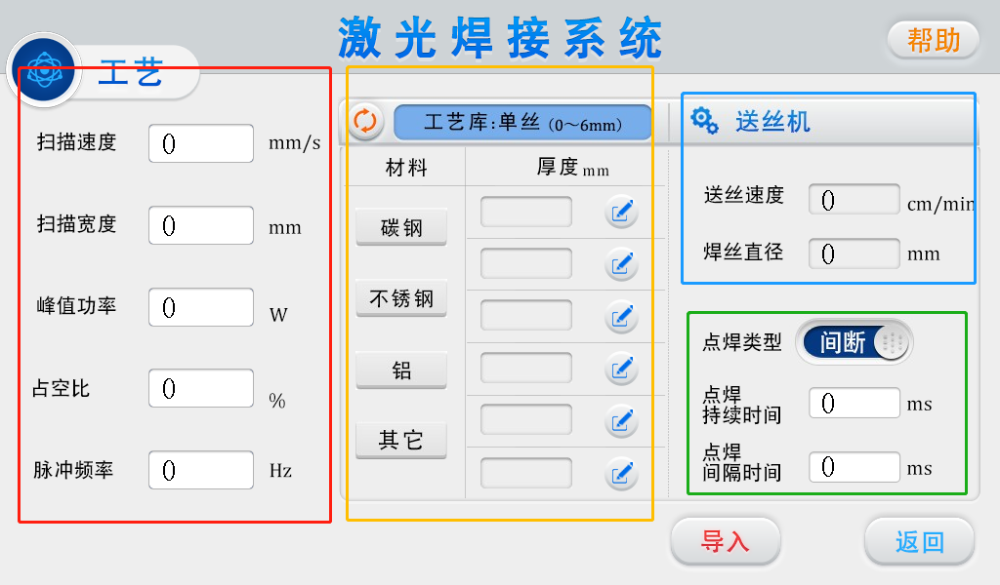 激光焊接系统
帮助
工艺
扫描速度 0 mm/s
扫描宽度 0 mm
峰值功率 0 W
占空比 0 %
脉冲频率 0 Hz
工艺库:单丝 (0～6mm)
材料 厚度 mm
碳钢
不锈钢
铝
其它
送丝机
送丝速度 0 cm/min
焊丝直径 0 mm
点焊类型 间断
点焊
持续时间 0 ms
点焊
间隔时间 0 ms
导入
返回